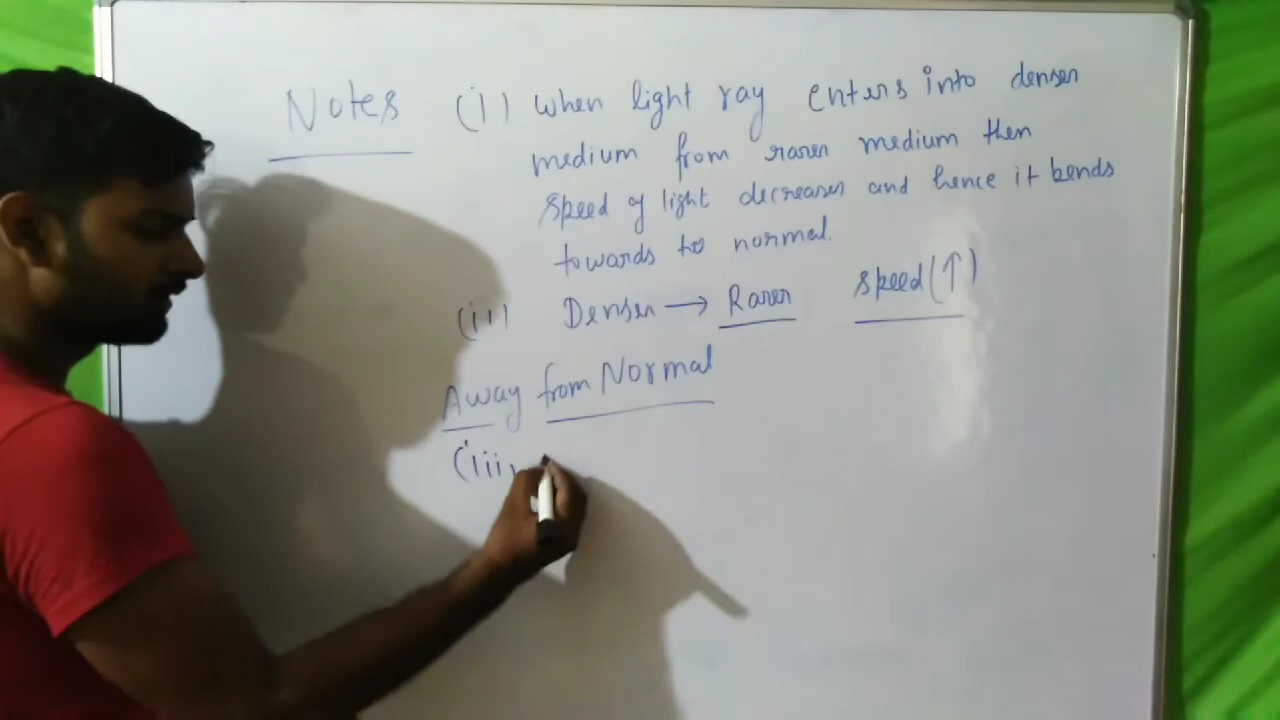 Notes (i) When light ray enters into denser
medium from rarer medium then
speed of light decreases and hence it bends
towards to normal.
(ii) Denser → Rarer speed (↑)
Away from Normal
(iii)